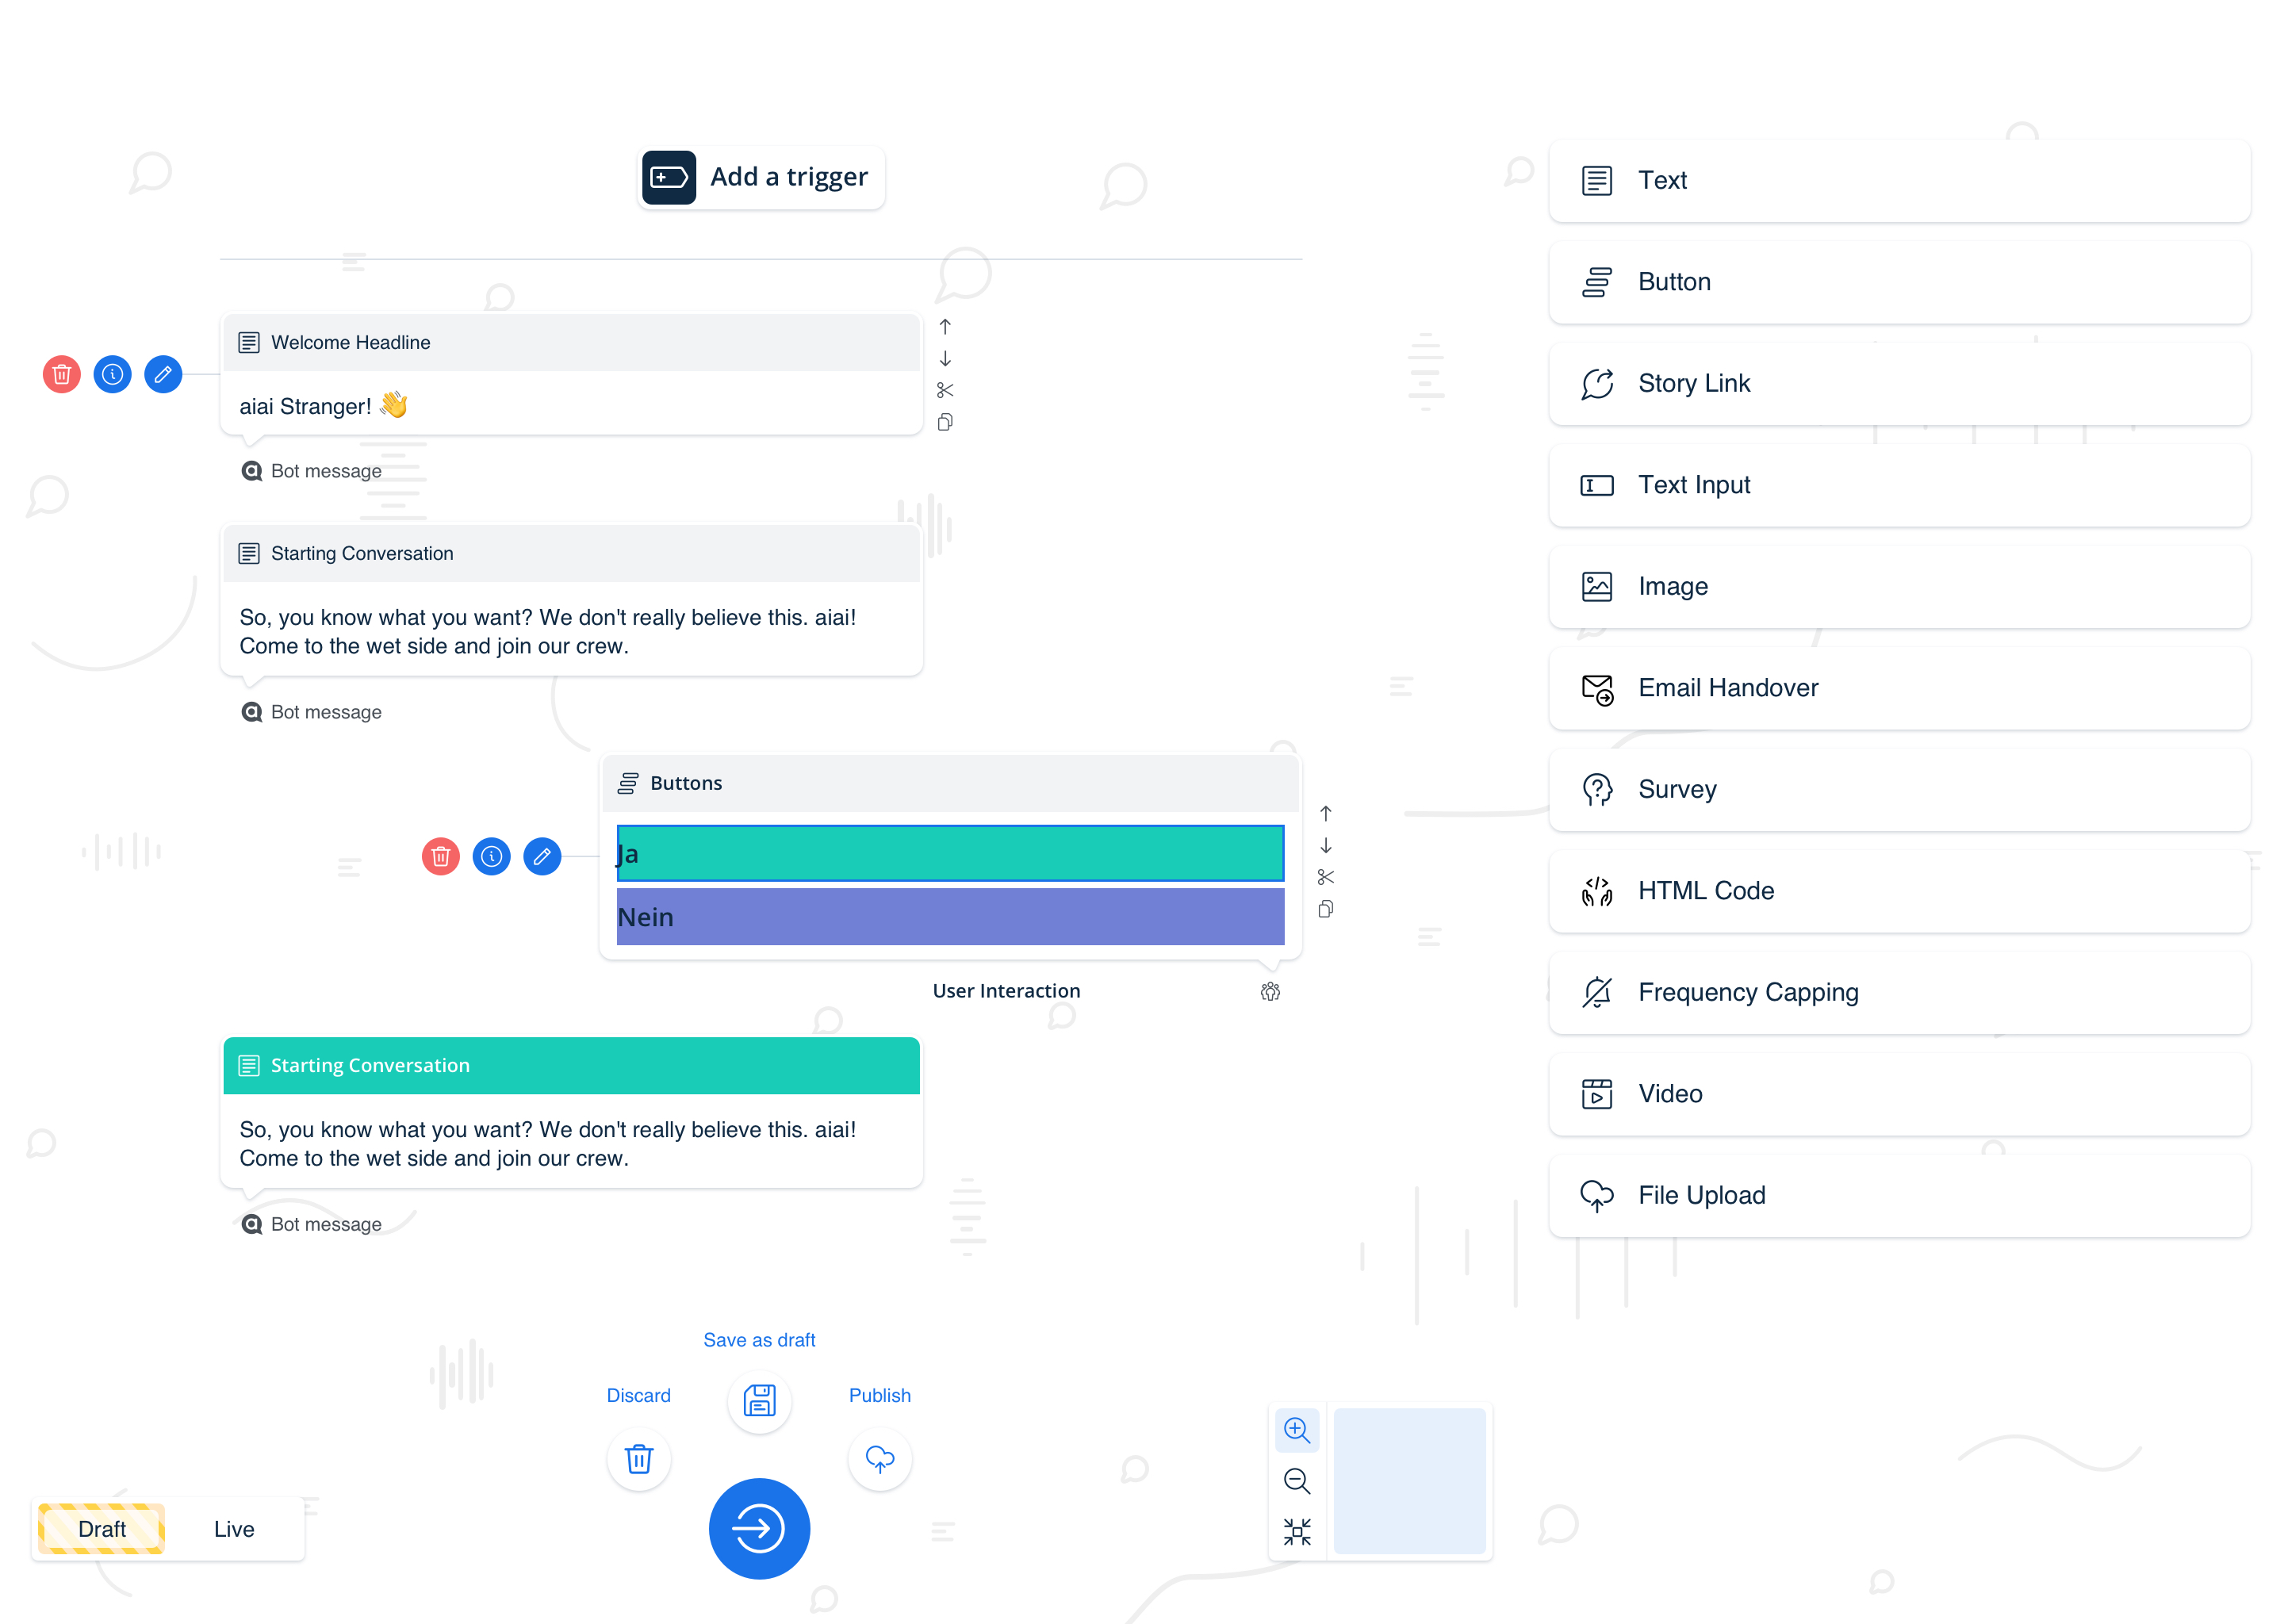 Add a trigger
Welcome Headline
aiai Stranger! 👋
Bot message
Starting Conversation
So, you know what you want? We don't really believe this. aiai!
Come to the wet side and join our crew.
Bot message
Buttons
Ja
Nein
User Interaction
Starting Conversation
So, you know what you want? We don't really believe this. aiai!
Come to the wet side and join our crew.
Bot message
Save as draft
Discard
Publish
Draft
Live
Text
Button
Story Link
Text Input
Image
Email Handover
Survey
HTML Code
Frequency Capping
Video
File Upload